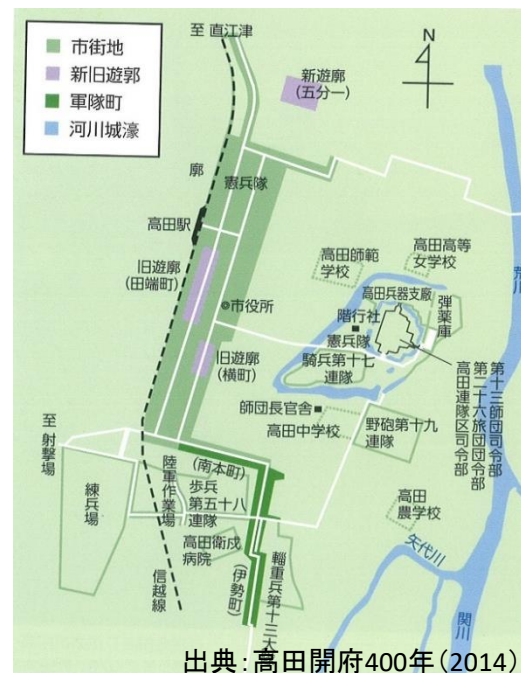 市街地
新旧遊郭
軍隊町
河川城濠
至 直江津
新遊廓
(五分一)
N
廓
憲兵隊
高田駅
旧遊廓
(田端町)
市役所
旧遊廓
(横町)
高田師範
学校
高田高等
女学校
高田兵器支廠
弾薬庫
階行社
憲兵隊
騎兵第十七
連隊
師団長官舎
高田中学校
野砲第十九
連隊
第十三師団司令部
第二十六旅団司令部
高田連隊区司令部
至 射撃場
練兵場
陸軍作業場
(南本町)
歩兵
第五十八
連隊
高田衛戍
病院
(伊勢町)
輜重兵第十三大
信越線
高田
農学校
矢代川
関川
出典:高田開府400年(2014)